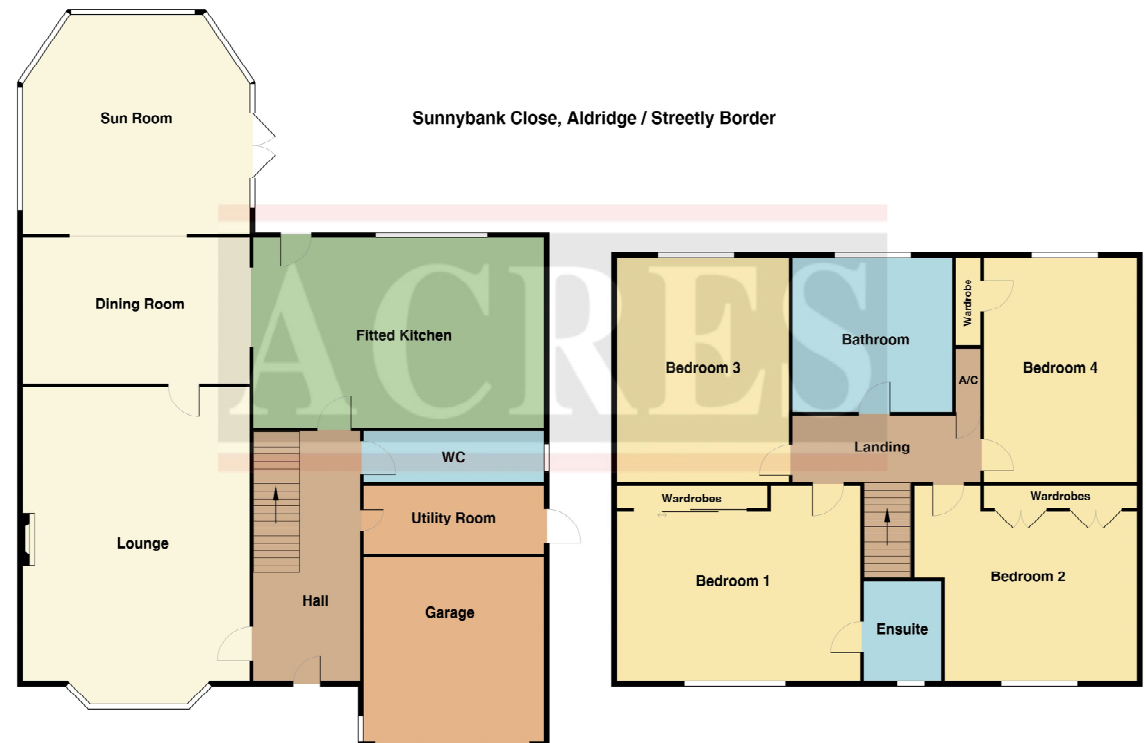 Sunnybank Close, Aldridge / Streetly Border
Sun Room
Dining Room
Fitted Kitchen
ACRES
WC
Utility Room
Lounge
Hall
Garage
Bedroom 3
Bathroom
Wardrobe
A/C
Bedroom 4
Landing
Wardrobes
Wardrobes
Bedroom 1
Bedroom 2
Ensuite